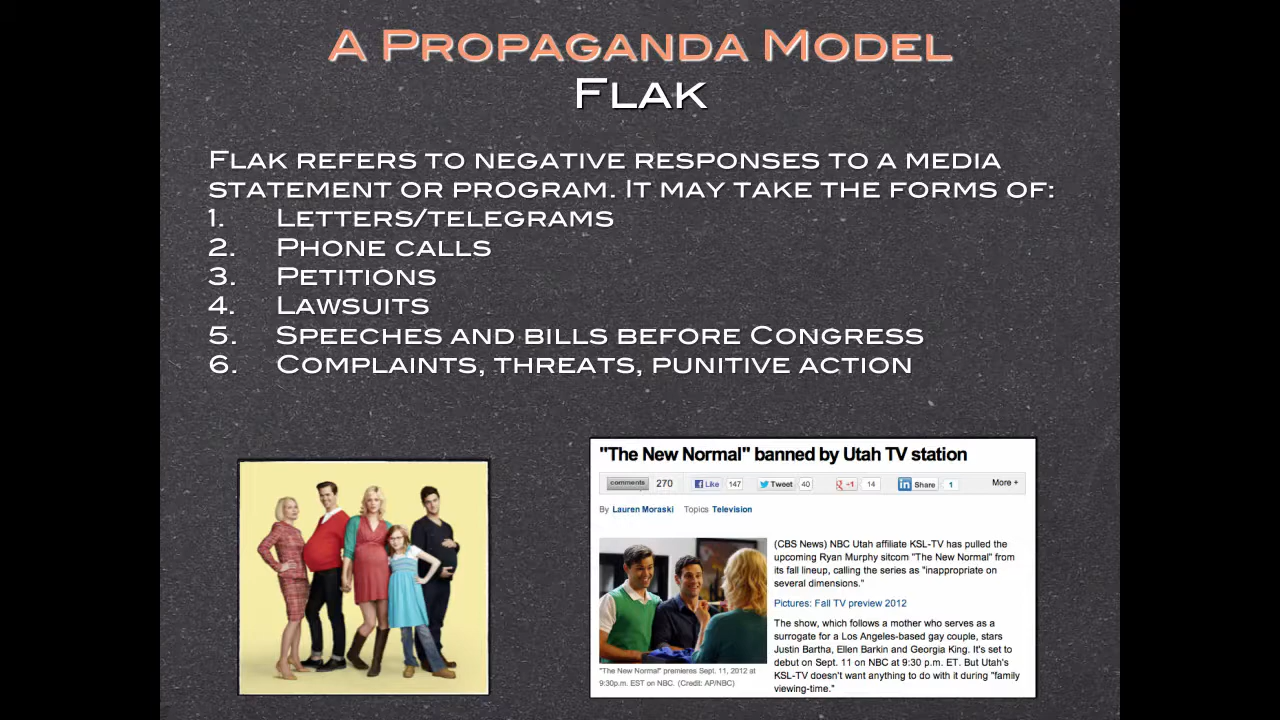 A Propaganda Model
Flak
Flak refers to negative responses to a media
statement or program. It may take the forms of:
1. Letters/telegrams
2. Phone calls
3. Petitions
4. Lawsuits
5. Speeches and bills before Congress
6. Complaints, threats, punitive action
"The New Normal" banned by Utah TV station
comments 270 Like 147 Tweet 40 +1 14 Share 1 More +
By Lauren Moraski Topics Television
(CBS News) NBC Utah affiliate KSL-TV has pulled the
upcoming Ryan Murphy sitcom "The New Normal" from
its fall lineup, calling the series as "inappropriate on
several dimensions."
Pictures: Fall TV preview 2012
The show, which follows a mother who serves as a
surrogate for a Los Angeles-based gay couple, stars
Justin Bartha, Ellen Barkin and Georgia King. It's set to
debut on Sept. 11 on NBC at 9:30 p.m. ET. But Utah's
KSL-TV doesn't want anything to do with it during "family
viewing-time."
"The New Normal" premieres Sept. 11, 2012 at
9:30p.m. EST on NBC. (Credit: AP/NBC)